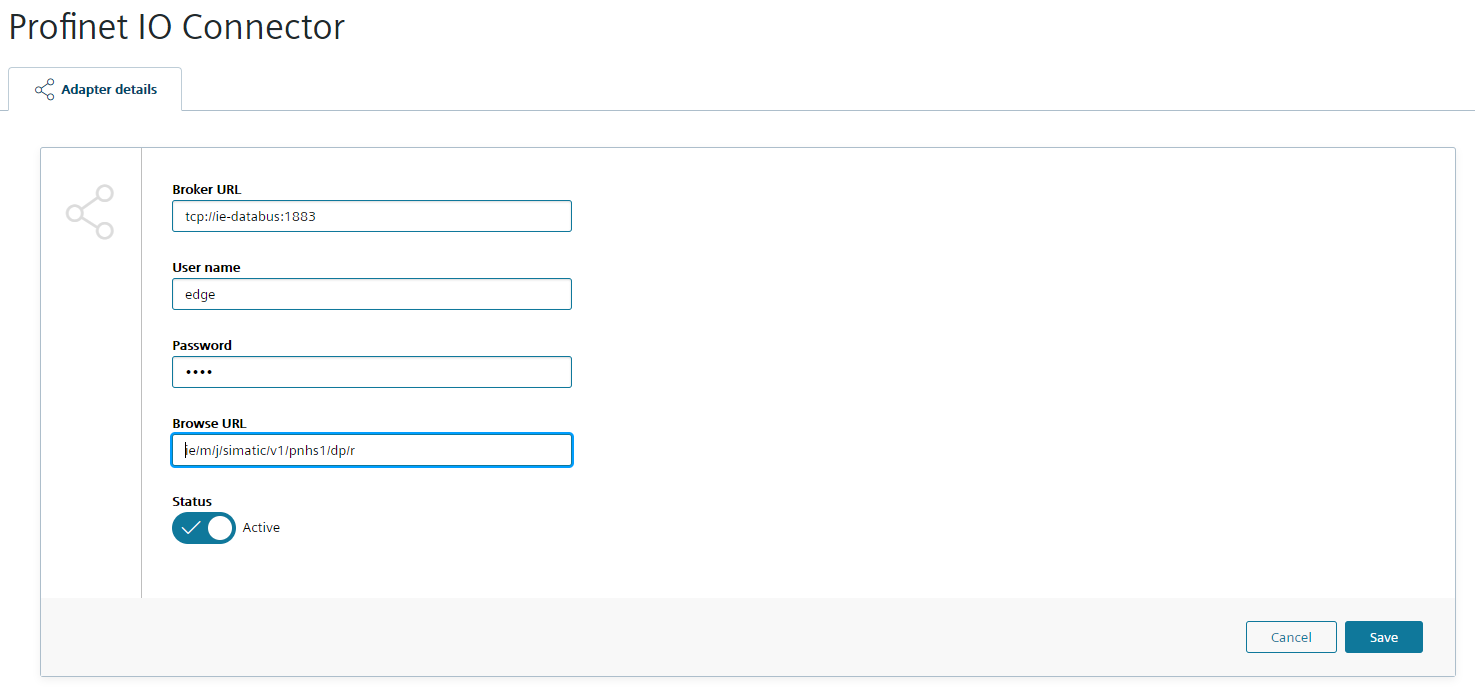 Profinet IO Connector
Adapter details
Broker URL
tcp://ie-databus:1883
User name
edge
Password
••••
Browse URL
ie/m/j/simatic/v1/pnhs1/dp/r
Status
Active
Cancel
Save